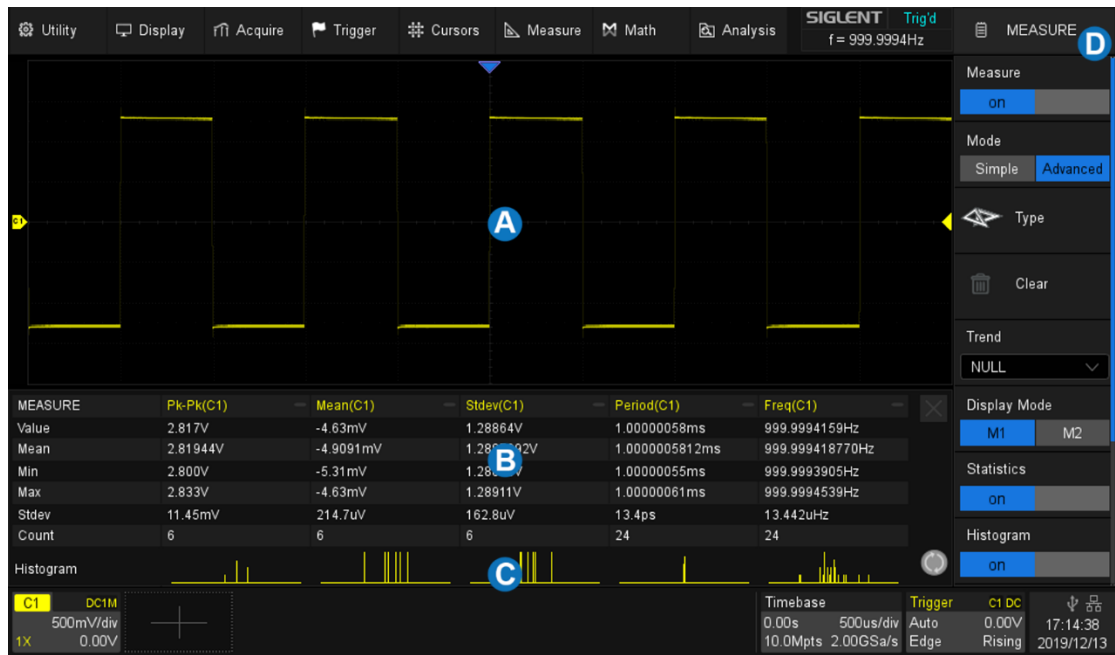 Utility Display Acquire Trigger Cursors Measure Math Analysis
SIGLENT Trig'd
f = 999.9994Hz
MEASURE
D
Measure
on
Mode
Simple Advanced
Type
Clear
Trend
NULL
Display Mode
M1 M2
Statistics
on
Histogram
on
C1
A
MEASURE Pk-Pk(C1) Mean(C1) Stdev(C1) Period(C1) Freq(C1)
Value 2.817V -4.63mV 1.28864V 1.00000058ms 999.9994159Hz
Mean 2.81944V -4.9091mV 1.0000005812ms 999.999418770Hz
B
Min 2.800V -5.31mV 1.00000055ms 999.9993905Hz
Max 2.833V -4.63mV 1.28911V 1.00000061ms 999.9994539Hz
Stdev 11.45mV 214.7uV 162.8uV 13.4ps 13.442uHz
Count 6 6 6 24 24
Histogram
C
C1 DC1M
500mV/div
1X 0.00V
Timebase
0.00s 500us/div
10.0Mpts 2.00GSa/s
Trigger C1 DC
Auto 0.00V
Edge Rising
17:14:38
2019/12/13